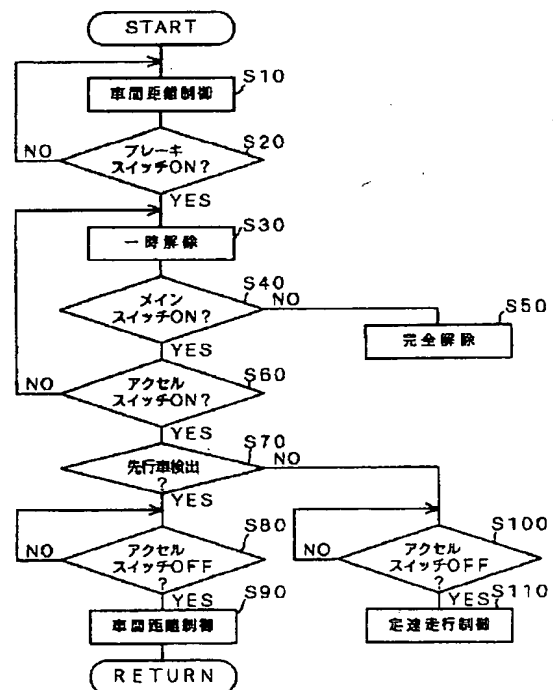 START
車間距離制御
S10
ブレーキ
スイッチON?
S20
NO
YES
一時解除
S30
メイン
スイッチON?
S40
NO
YES
完全解除
S50
アクセル
スイッチON?
S60
NO
YES
先行車検出
?
S70
NO
YES
アクセル
スイッチOFF
?
S80
NO
YES
車間距離制御
S90
アクセル
スイッチOFF
?
S100
NO
YES
定速走行制御
S110
RETURN